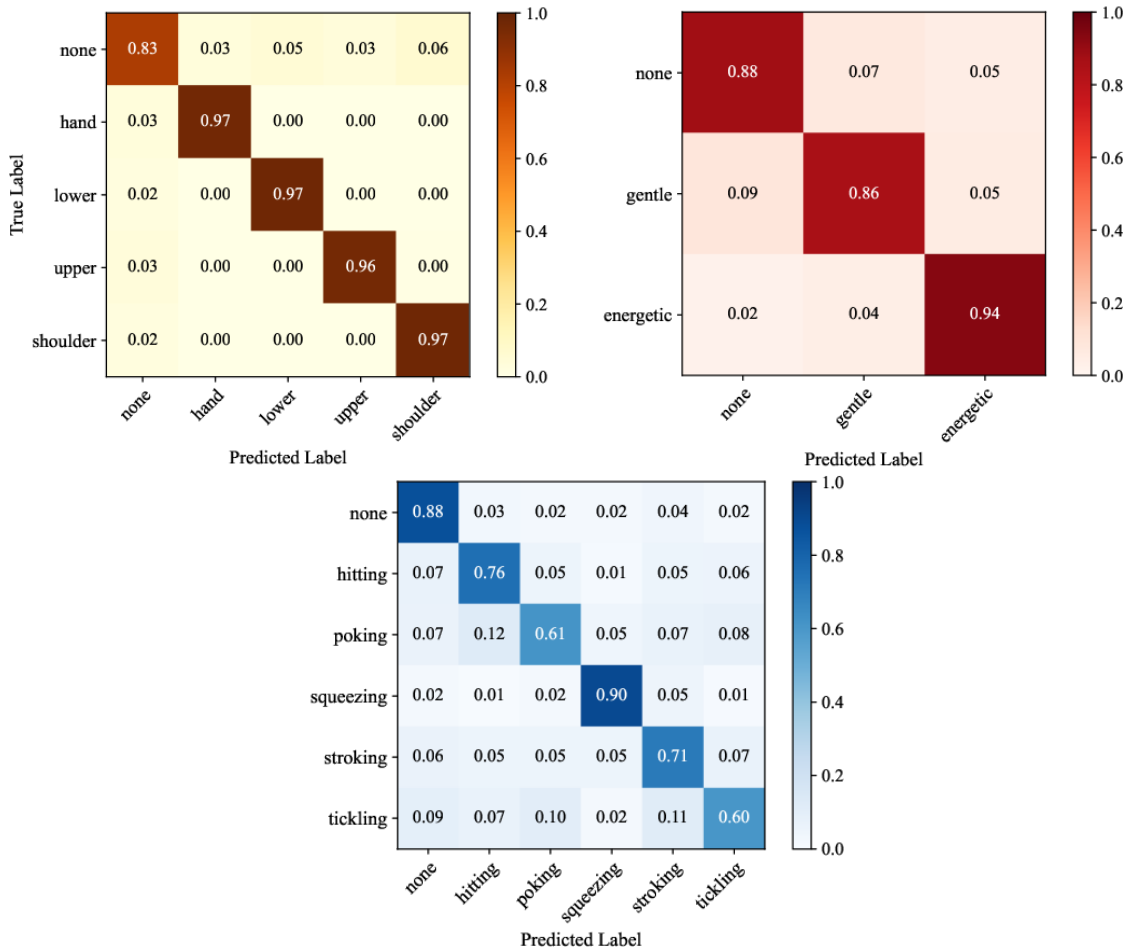 True Label
none 0.83 0.03 0.05 0.03 0.06
hand 0.03 0.97 0.00 0.00 0.00
lower 0.02 0.00 0.97 0.00 0.00
upper 0.03 0.00 0.00 0.96 0.00
shoulder 0.02 0.00 0.00 0.00 0.97
none hand lower upper shoulder
Predicted Label
1.0
0.8
0.6
0.4
0.2
0.0
none 0.88 0.07 0.05
gentle 0.09 0.86 0.05
energetic 0.02 0.04 0.94
none gentle energetic
Predicted Label
1.0
0.8
0.6
0.4
0.2
0.0
none 0.88 0.03 0.02 0.02 0.04 0.02
hitting 0.07 0.76 0.05 0.01 0.05 0.06
poking 0.07 0.12 0.61 0.05 0.07 0.08
squeezing 0.02 0.01 0.02 0.90 0.05 0.01
stroking 0.06 0.05 0.05 0.05 0.71 0.07
tickling 0.09 0.07 0.10 0.02 0.11 0.60
none hitting poking squeezing stroking tickling
Predicted Label
1.0
0.8
0.6
0.4
0.2
0.0